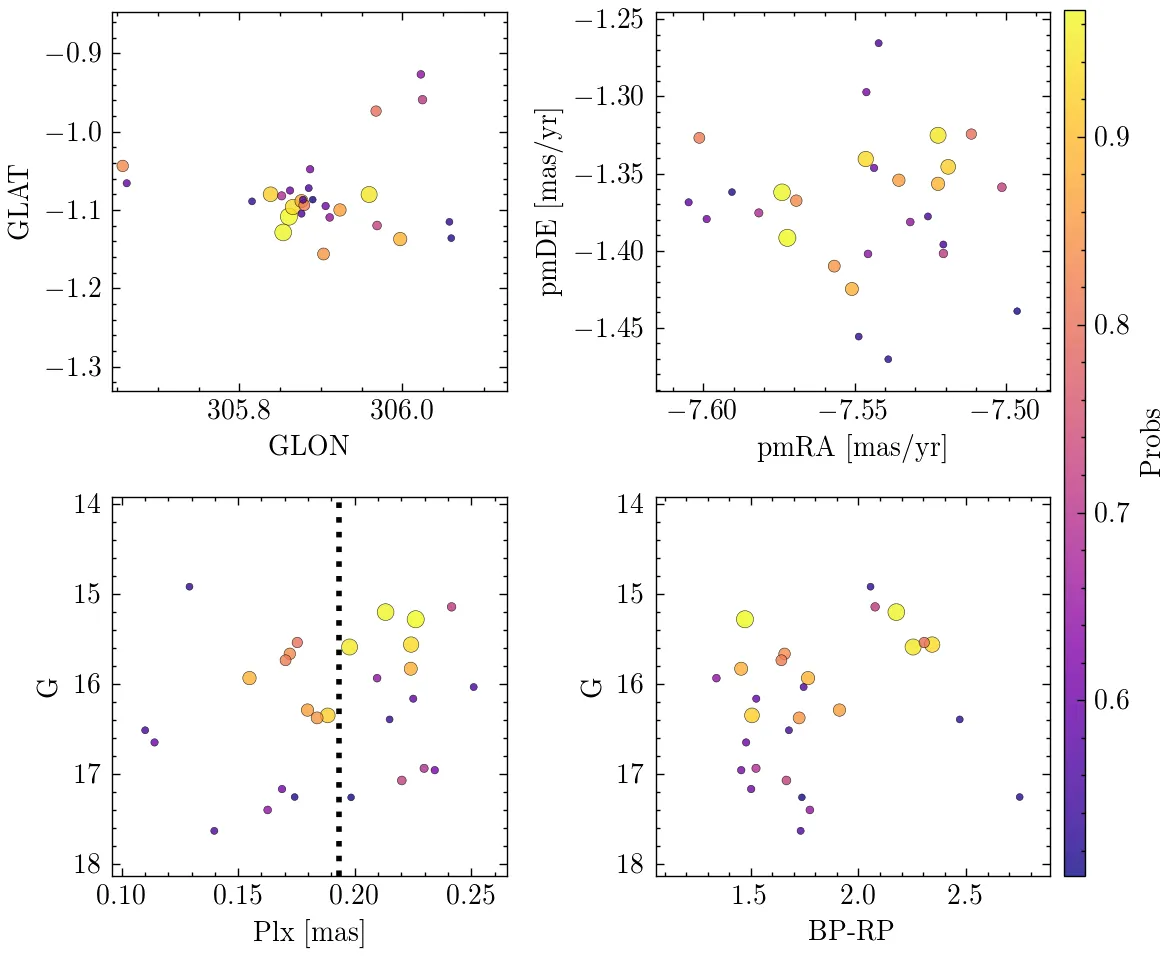 −0.9
−1.0
−1.1
−1.2
−1.3
GLAT
305.8 306.0
GLON
−1.25
−1.30
−1.35
−1.40
−1.45
pmDE [mas/yr]
−7.60 −7.55 −7.50
pmRA [mas/yr]
14
15
16
17
18
G
0.10 0.15 0.20 0.25
Plx [mas]
14
15
16
17
18
G
1.5 2.0 2.5
BP-RP
0.9
0.8
0.7
0.6
Probs